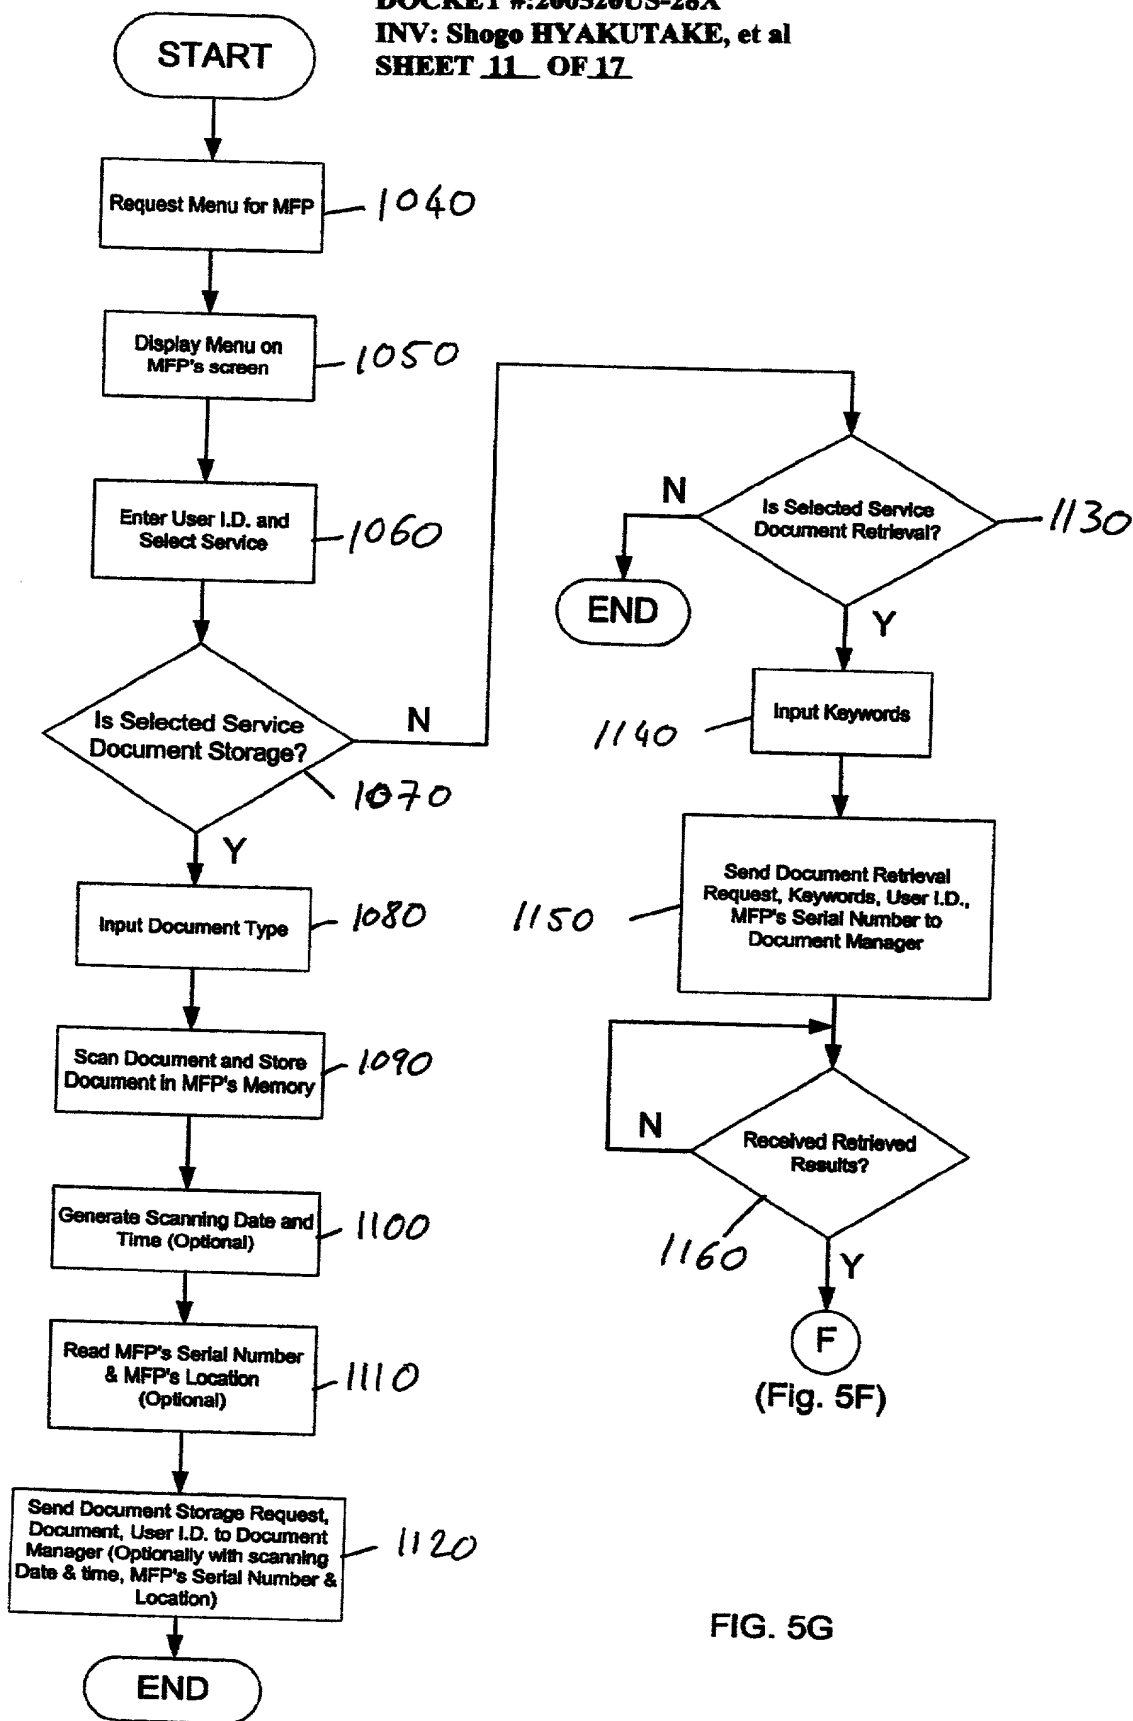 DOCKET #:200520US-28X
INV: Shogo HYAKUTAKE, et al
SHEET 11 OF 17
START
Request Menu for MFP
1040
Display Menu on
MFP's screen
1050
Enter User I.D. and
Select Service
1060
Is Selected Service
Document Storage?
N
1070
Y
Input Document Type
1080
Scan Document and Store
Document in MFP's Memory
1090
Generate Scanning Date and
Time (Optional)
1100
Read MFP's Serial Number
& MFP's Location
(Optional)
1110
Send Document Storage Request,
Document, User I.D. to Document
Manager (Optionally with scanning
Date & time, MFP's Serial Number &
Location)
1120
END
N
Is Selected Service
Document Retrieval?
1130
END
Y
Input Keywords
1140
Send Document Retrieval
Request, Keywords, User I.D.,
MFP's Serial Number to
Document Manager
1150
N
Received Retrieved
Results?
1160
Y
F
(Fig. 5F)
FIG. 5G